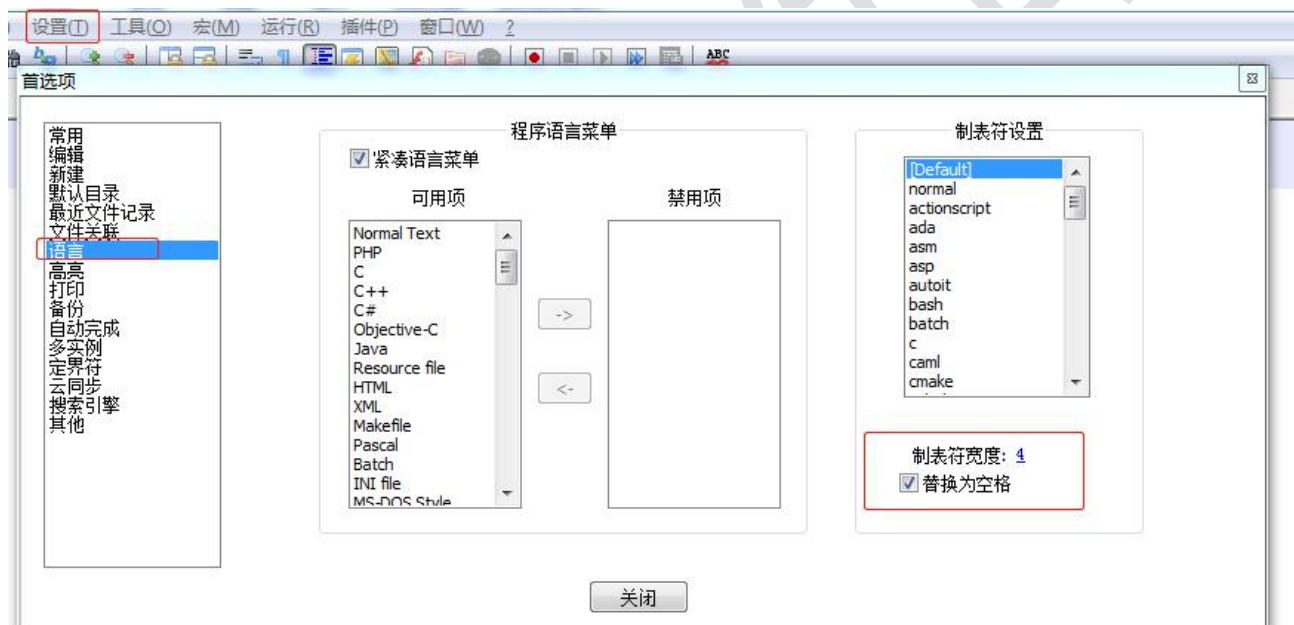 设置(T) 工具(O) 宏(M) 运行(R) 插件(P) 窗口(W) ?
ABC
首选项
常用
编辑
新建
默认目录
最近文件记录
文件关联
语言
高亮
打印
备份
自动完成
多实例
定界符
云同步
搜索引擎
其他
程序语言菜单
紧凑语言菜单
可用项
禁用项
Normal Text
PHP
C
C++
C#
Objective-C
Java
Resource file
HTML
XML
Makefile
Pascal
Batch
INI file
MS-DOS Style
->
<-
制表符设置
[Default]
normal
actionscript
ada
asm
asp
autoit
bash
batch
c
caml
cmake
制表符宽度: 4
替换为空格
关闭